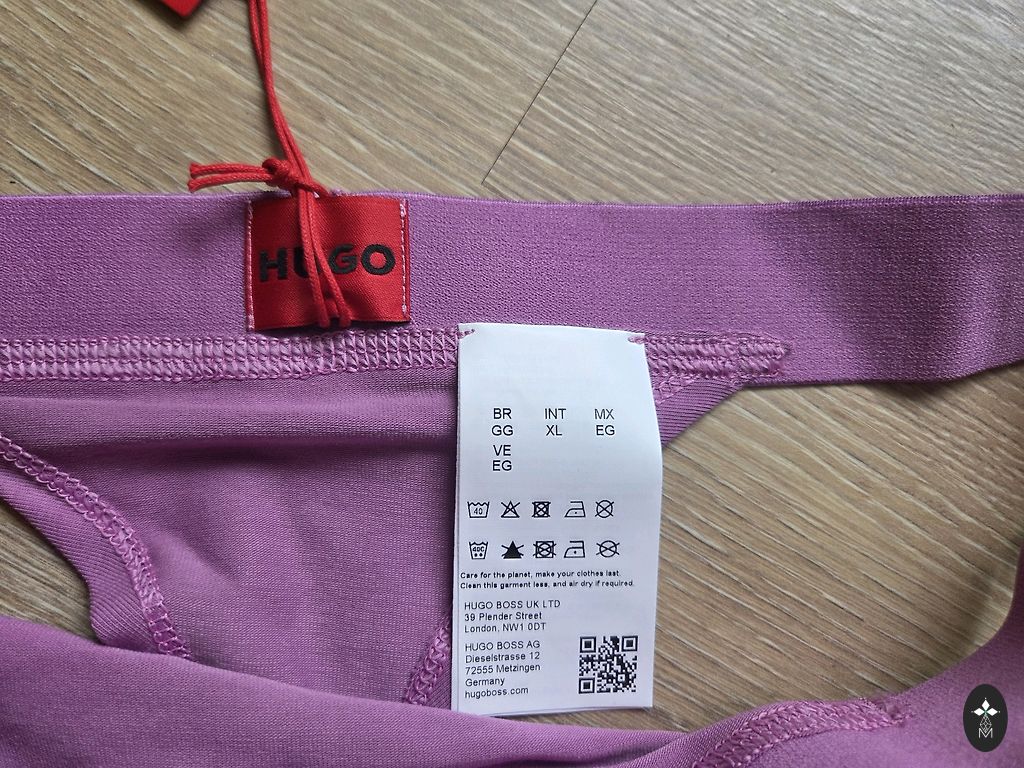 HUGO
BR INT MX
GG XL EG
VE
EG
40
40C
Care for the planet, make your clothes last.
Clean this garment less, and air dry if required.
HUGO BOSS UK LTD
39 Plender Street
London, NW1 0DT
HUGO BOSS AG
Dieselstrasse 12
72555 Metzingen
Germany
hugoboss.com
M